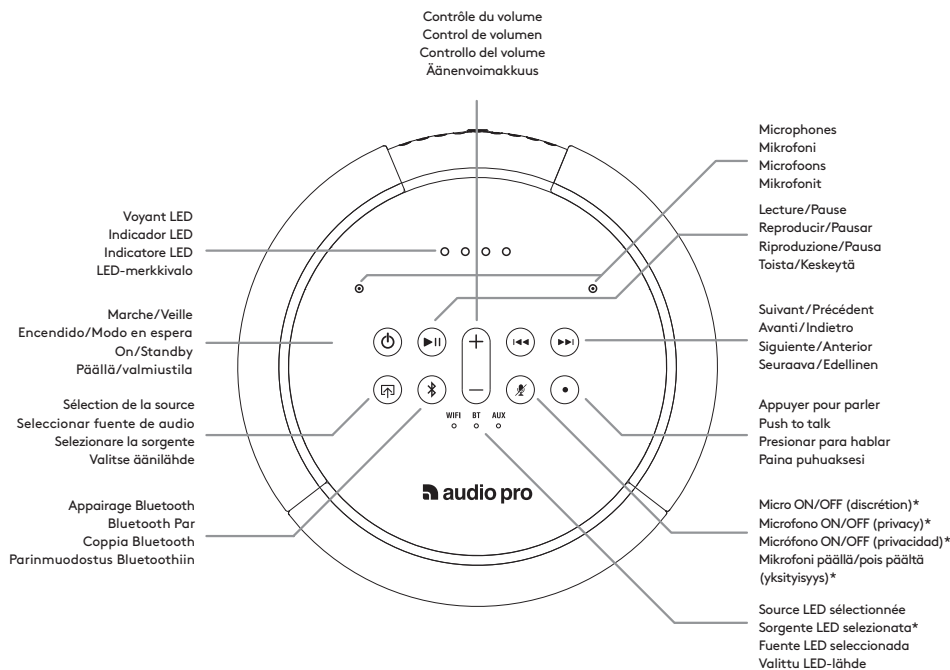 Contrôle du volume
Control de volumen
Controllo del volume
Äänenvoimakkuus
Microphones
Mikrofoni
Microfoons
Mikrofonit
Voyant LED
Indicador LED
Indicatore LED
LED-merkkivalo
Lecture/Pause
Reproducir/Pausar
Riproduzione/Pausa
Toista/Keskeytä
Marche/Veille
Encendido/Modo en espera
On/Standby
Päällä/valmiustila
Suivant/Précédent
Avanti/Indietro
Siguiente/Anterior
Seuraava/Edellinen
Sélection de la source
Seleccionar fuente de audio
Selezionare la sorgente
Valitse äänilähde
Appuyer pour parler
Push to talk
Presionar para hablar
Paina puhuaksesi
WIFI BT AUX
audio pro
Appairage Bluetooth
Bluetooth Par
Coppia Bluetooth
Parinmuodostus Bluetoothiin
Micro ON/OFF (discrétion)*
Microfono ON/OFF (privacy)*
Micrófono ON/OFF (privacidad)*
Mikrofoni päällä/pois päältä
(yksityisyys)*
Source LED sélectionnée
Sorgente LED selezionata*
Fuente LED seleccionada
Valittu LED-lähde